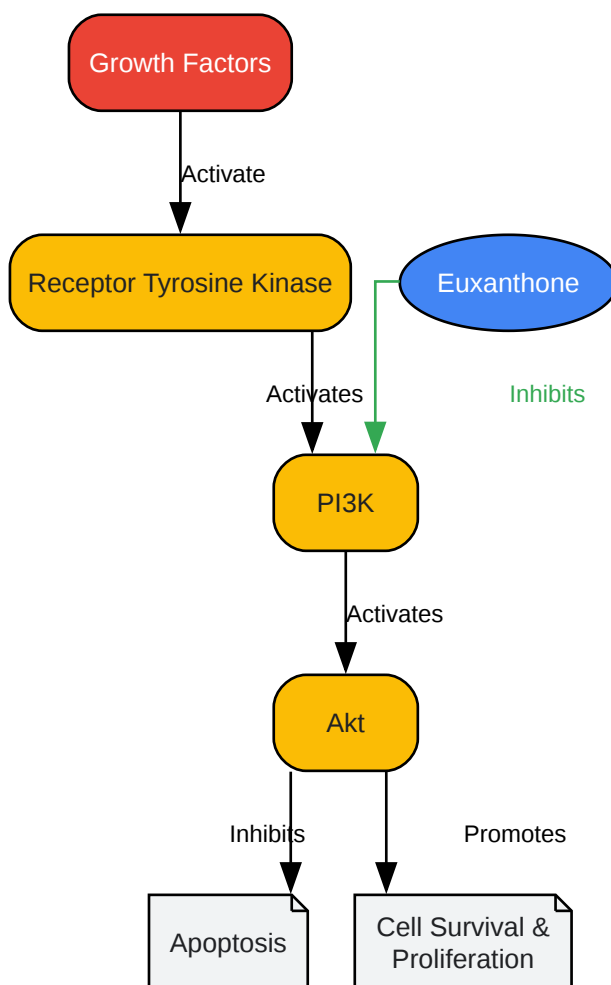 Growth Factors
Activate
Receptor Tyrosine Kinase
Euxanthone
Activates
Inhibits
PI3K
Activates
Akt
Inhibits
Promotes
Apoptosis
Cell Survival &
Proliferation